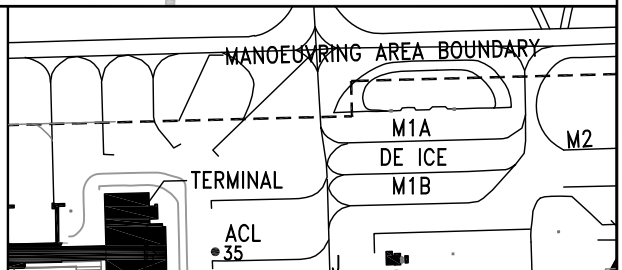 MANOEUVRING AREA BOUNDARY
M1A
M2
DE ICE
TERMINAL
M1B
ACL
35